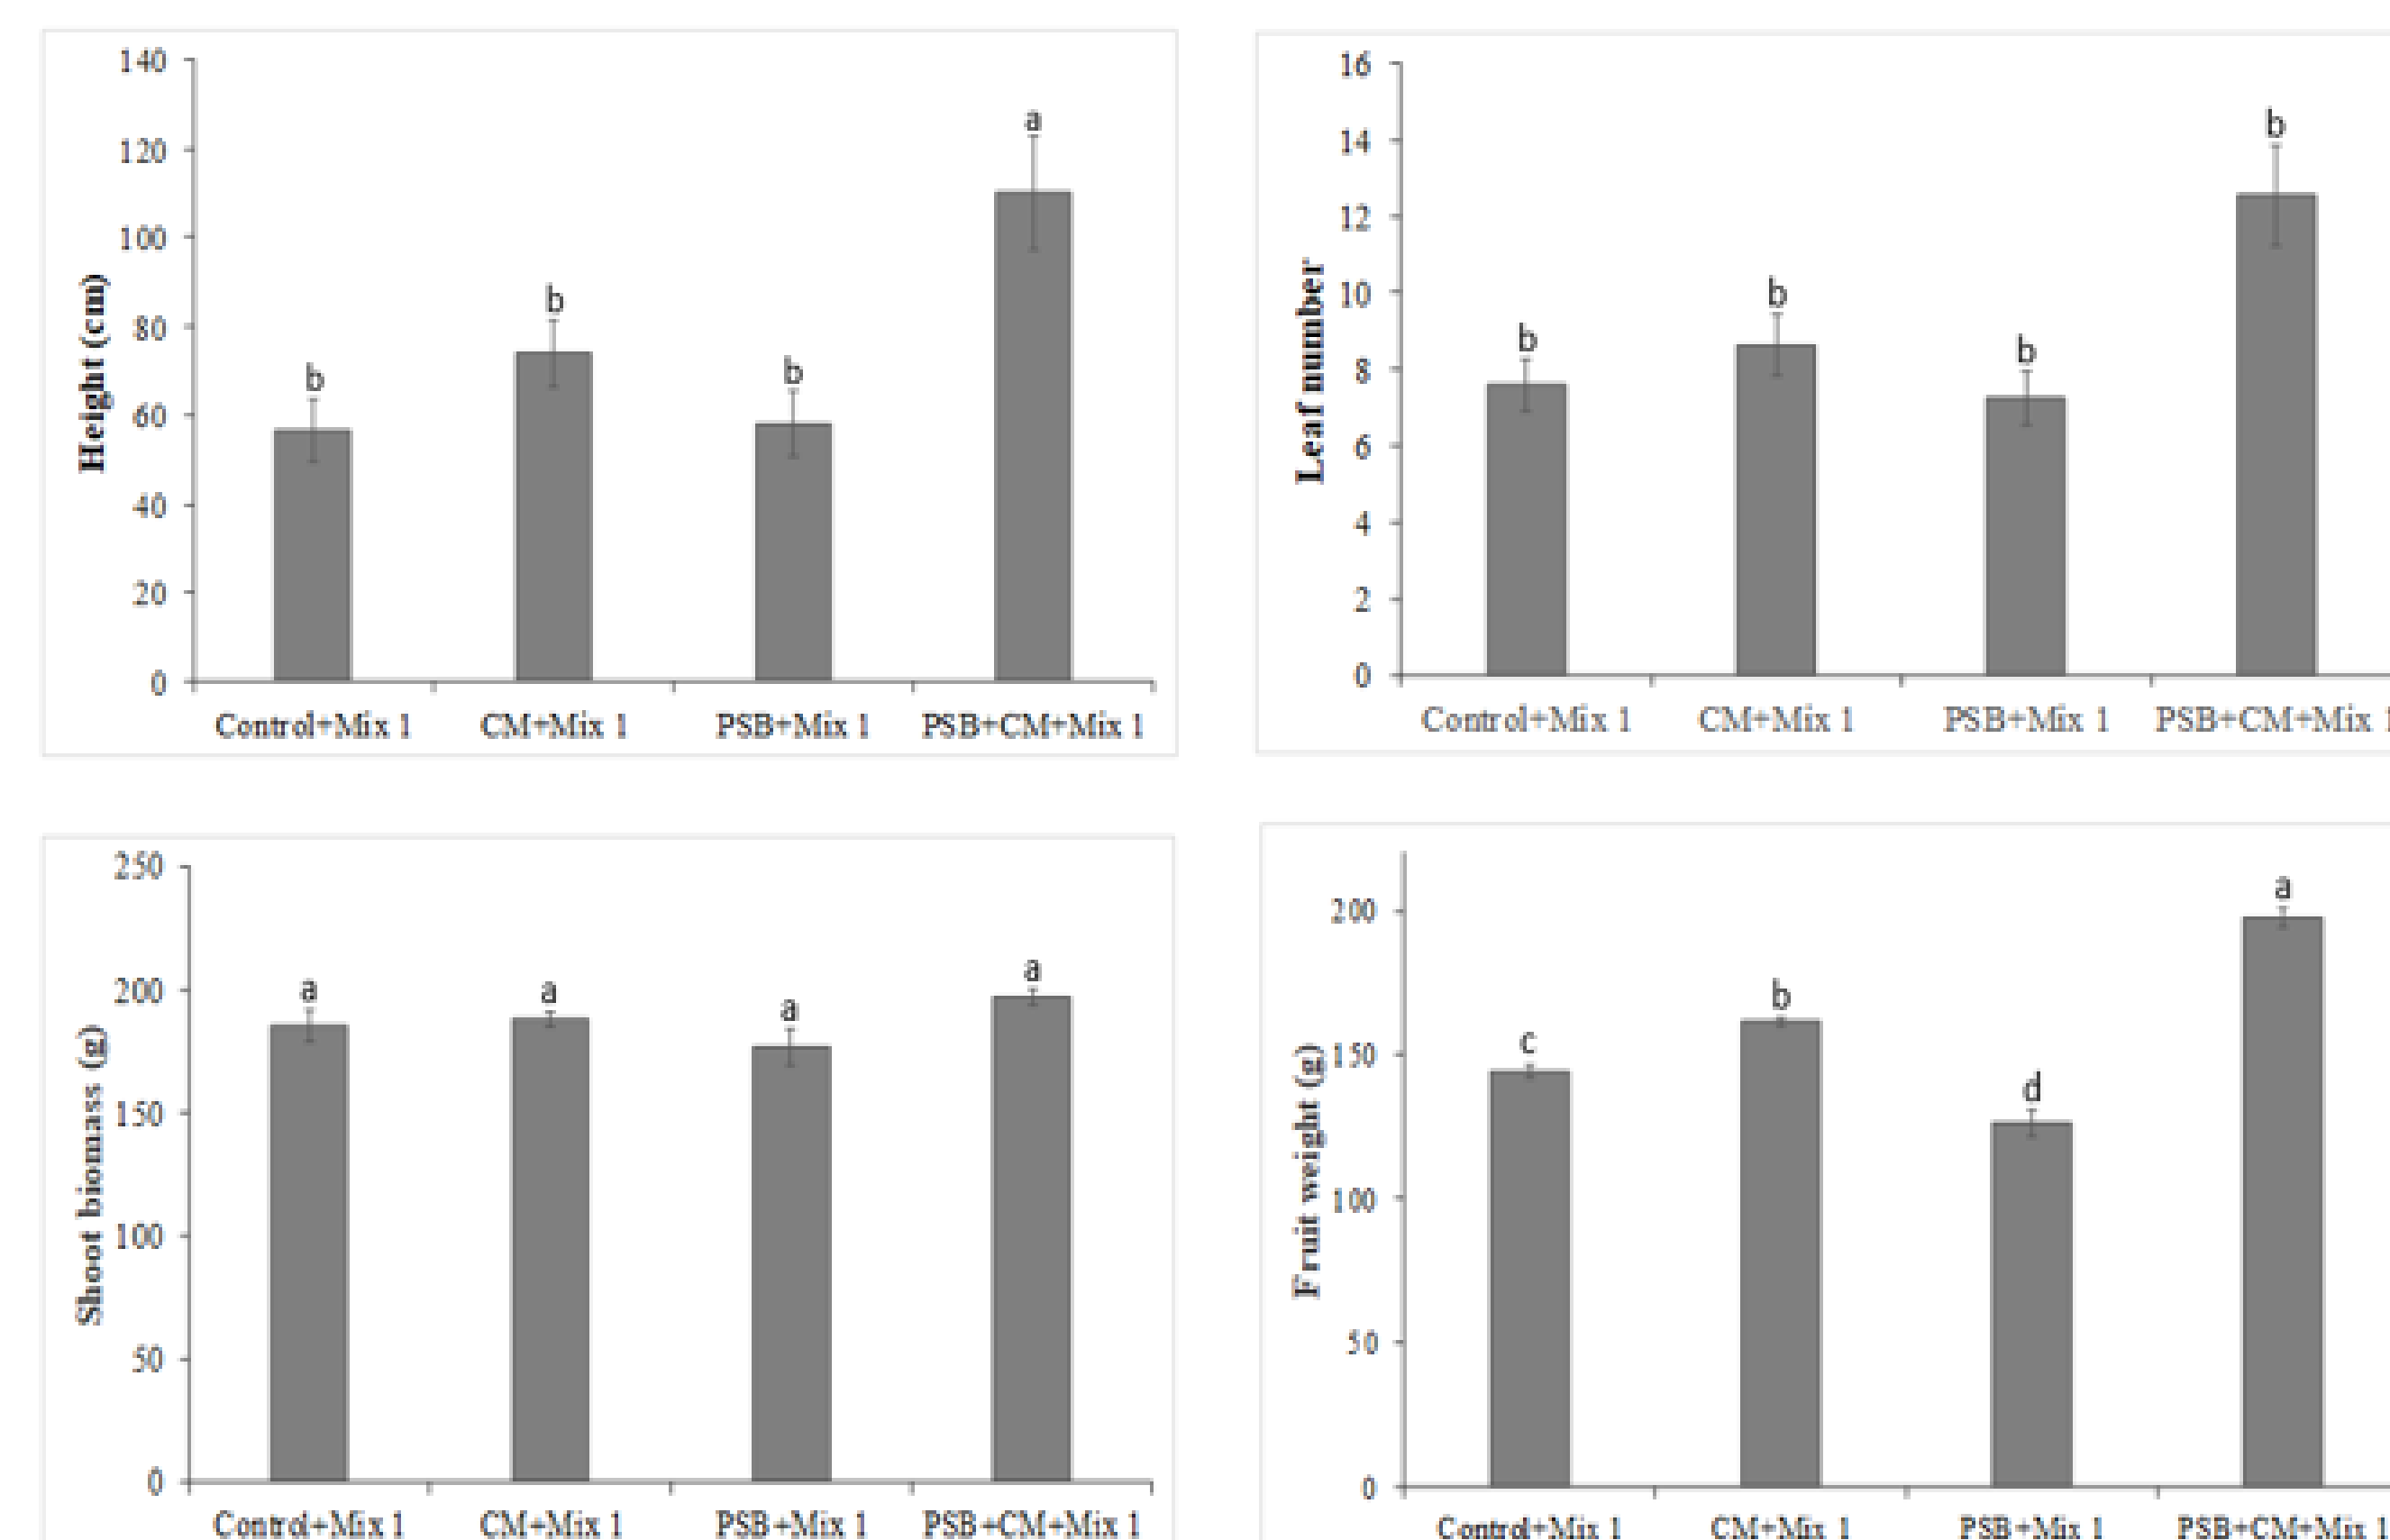 Height (cm)
140
120
100
80
60
40
20
0
b
b
b
a
Control+Mix 1
CM+Mix 1
PSB+Mix 1
PSB+CM+Mix 1
Leaf number
16
14
12
10
8
6
4
2
0
b
b
b
b
Control+Mix 1
CM+Mix 1
PSB+Mix 1
PSB+CM+Mix 1
Shoot biomass (g)
250
200
150
100
50
0
a
a
a
a
Control+Mix 1
CM+Mix 1
PSB+Mix 1
PSB+CM+Mix 1
Fruit weight (g)
200
150
100
50
0
c
b
d
a
Control+Mix 1
CM+Mix 1
PSB+Mix 1
PSB+CM+Mix 1